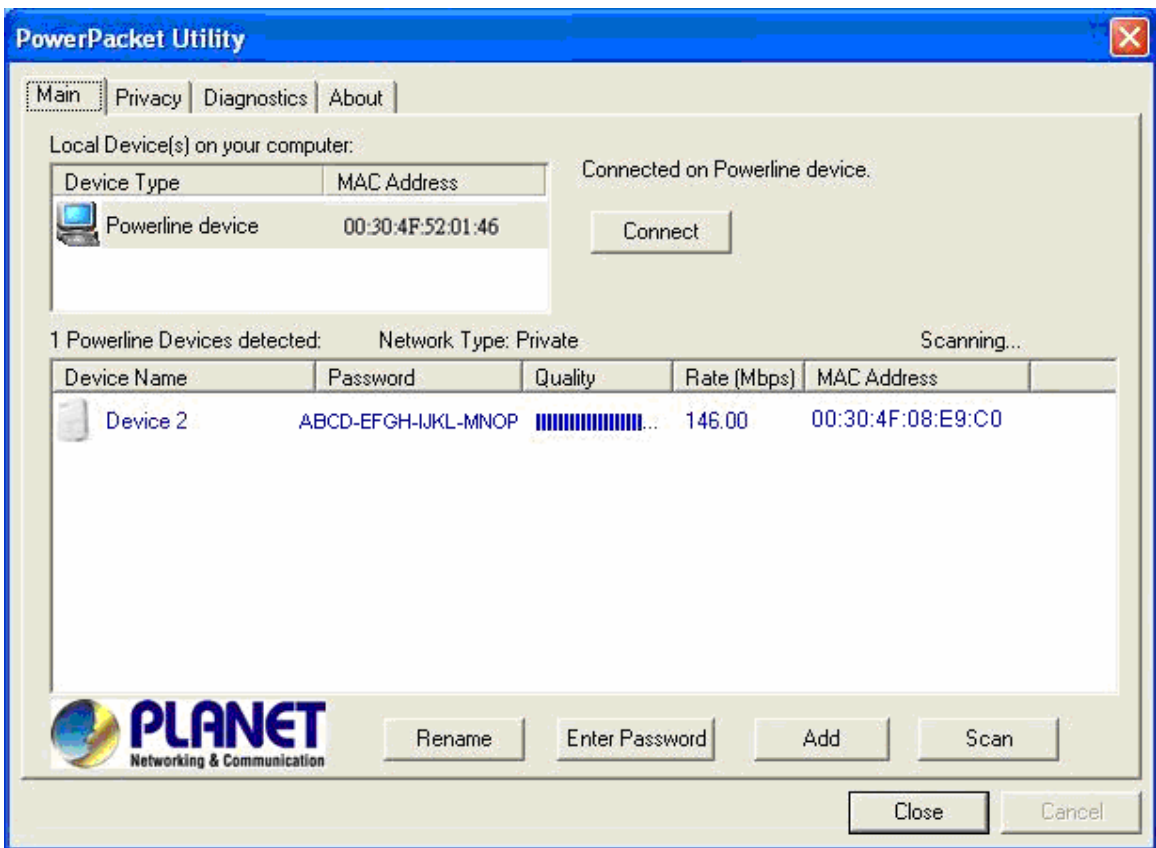 PowerPacket Utility
Main Privacy Diagnostics About
Local Device(s) on your computer:
Device Type MAC Address
Powerline device 00:30:4F:52:01:46
Connected on Powerline device.
Connect
1 Powerline Devices detected: Network Type: Private Scanning...
Device Name Password Quality Rate (Mbps) MAC Address
Device 2 ABCD-EFGH-IJKL-MNOP ... 146.00 00:30:4F:08:E9:C0
PLANET
Networking & Communication
Rename Enter Password Add Scan
Close Cancel